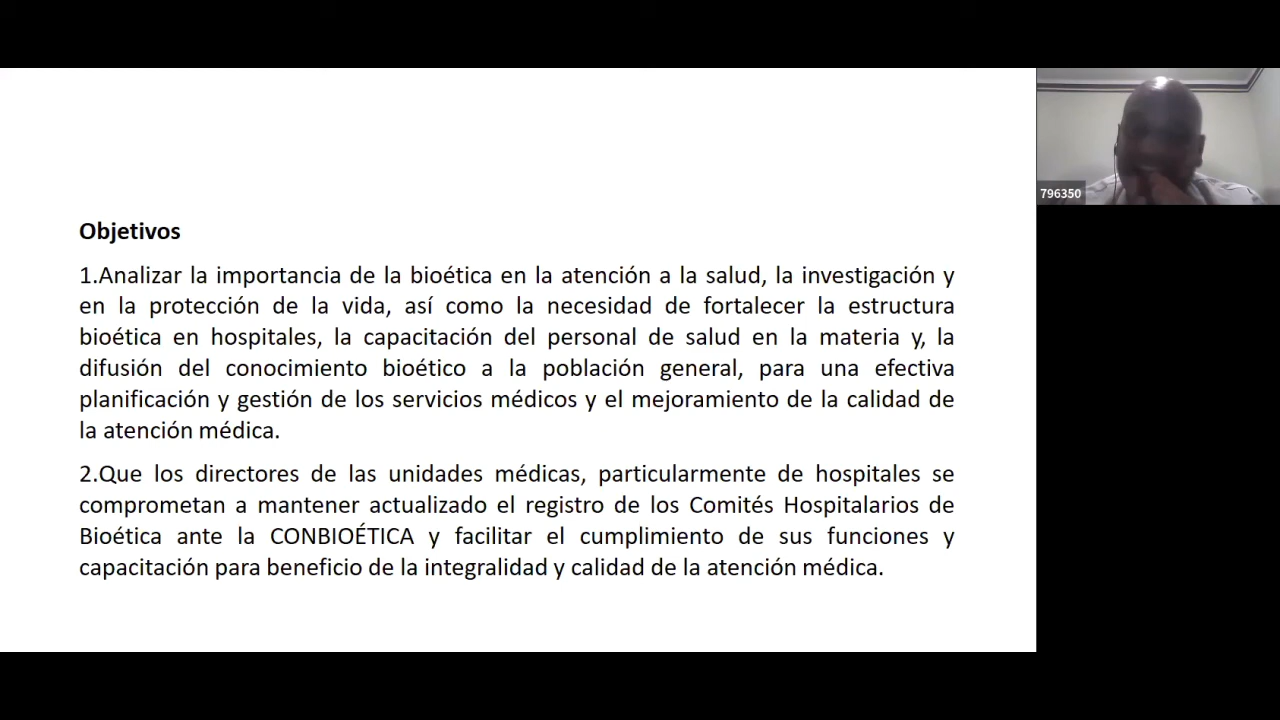 Objetivos
1.Analizar la importancia de la bioética en la atención a la salud, la investigación y
en la protección de la vida, así como la necesidad de fortalecer la estructura
bioética en hospitales, la capacitación del personal de salud en la materia y, la
difusión del conocimiento bioético a la población general, para una efectiva
planificación y gestión de los servicios médicos y el mejoramiento de la calidad de
la atención médica.
2.Que los directores de las unidades médicas, particularmente de hospitales se
comprometan a mantener actualizado el registro de los Comités Hospitalarios de
Bioética ante la CONBIOÉTICA y facilitar el cumplimiento de sus funciones y
capacitación para beneficio de la integralidad y calidad de la atención médica.
796350